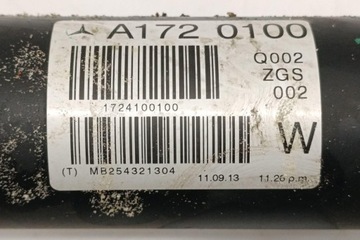 A172 0100
Q002
ZGS
002
1724100100
W
(T) MB254321304 11.09.13 11.26 p.m.